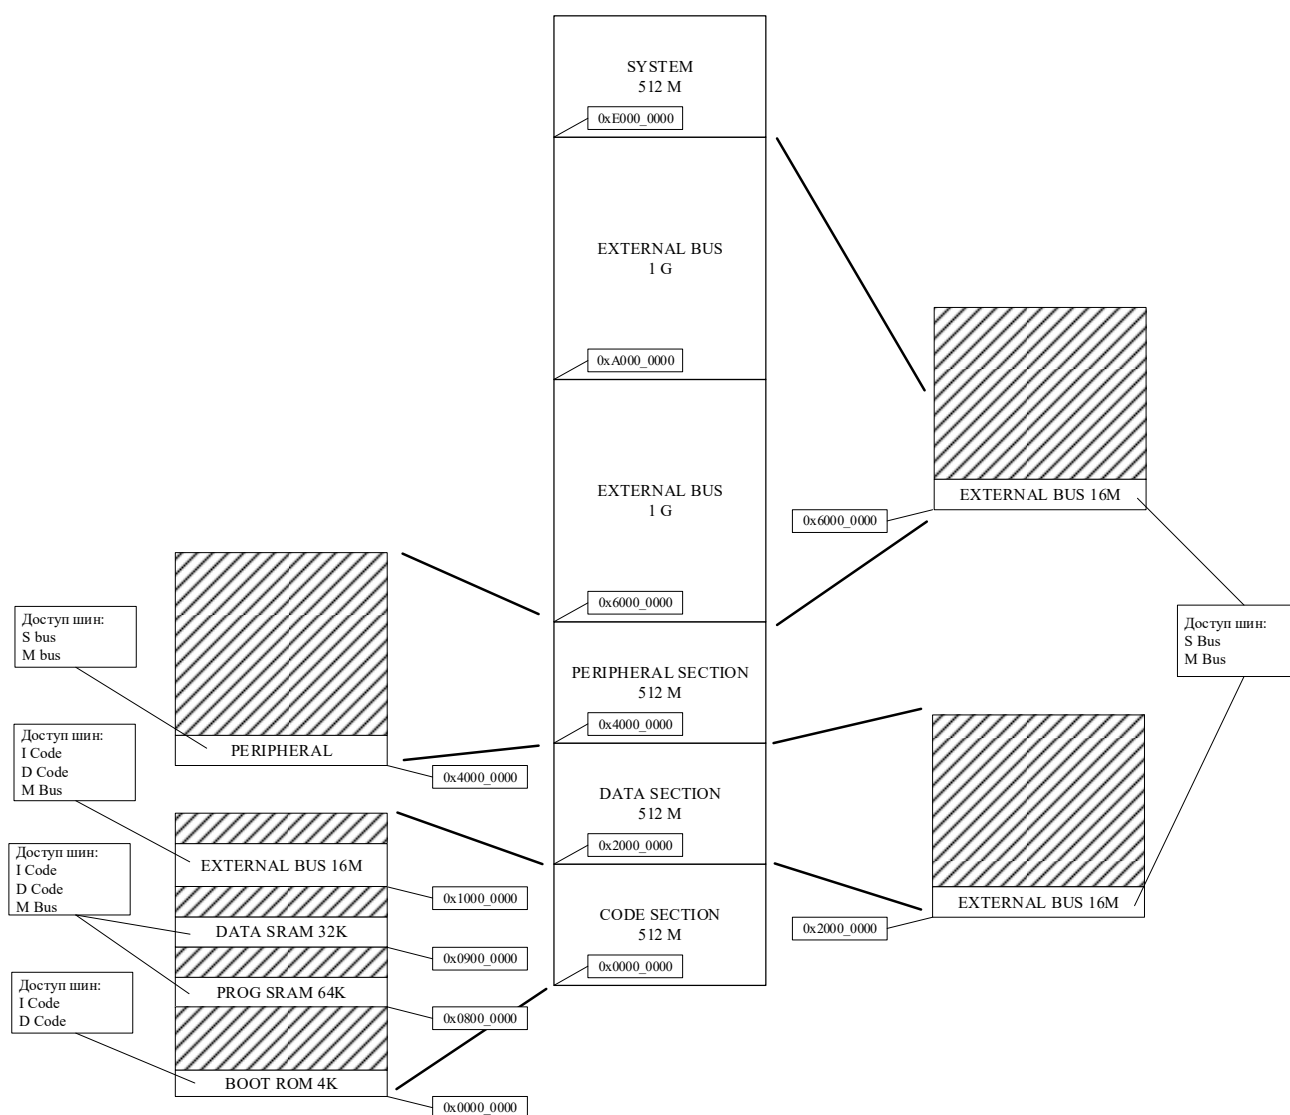 SYSTEM
512 M
0xE000_0000
EXTERNAL BUS
1 G
0xA000_0000
EXTERNAL BUS
1 G
0x6000_0000
PERIPHERAL SECTION
512 M
0x4000_0000
DATA SECTION
512 M
0x2000_0000
CODE SECTION
512 M
0x0000_0000
Доступ шин:
S bus
M bus
PERIPHERAL
0x4000_0000
Доступ шин:
I Code
D Code
M Bus
EXTERNAL BUS 16M
0x1000_0000
Доступ шин:
I Code
D Code
M Bus
DATA SRAM 32K
0x0900_0000
PROG SRAM 64K
0x0800_0000
Доступ шин:
I Code
D Code
BOOT ROM 4K
0x0000_0000
EXTERNAL BUS 16M
0x6000_0000
Доступ шин:
S Bus
M Bus
EXTERNAL BUS 16M
0x2000_0000